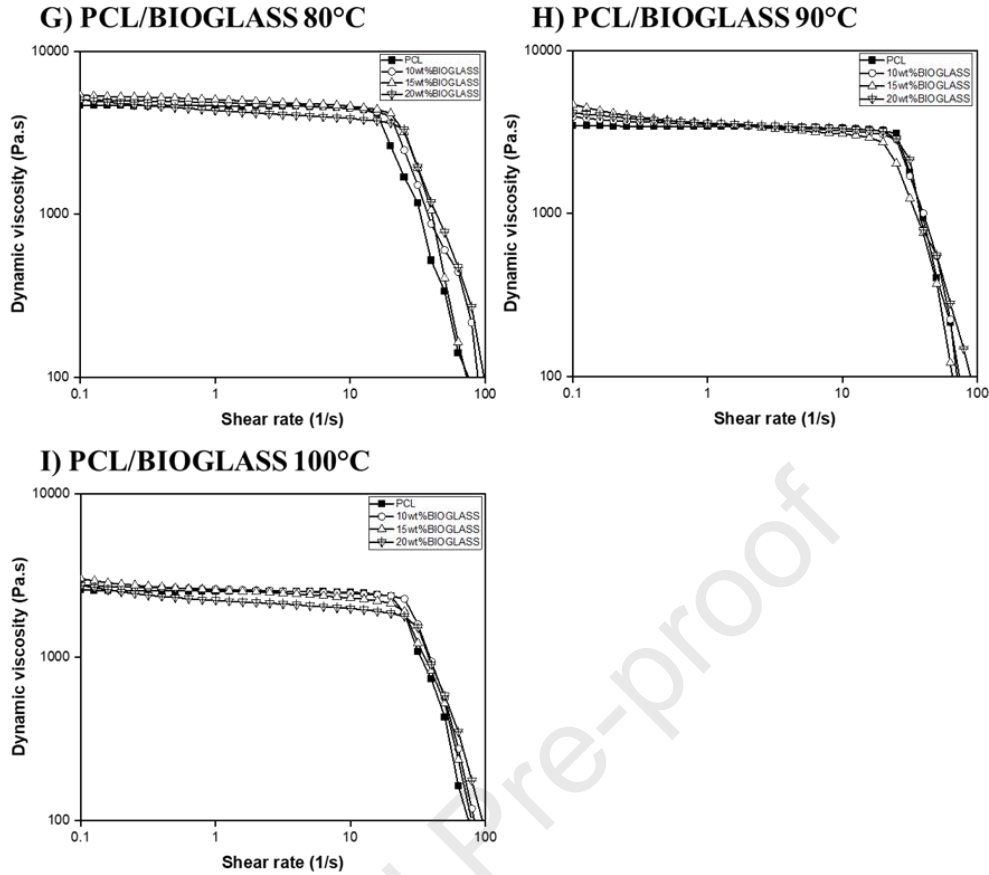 G) PCL/BIOGLASS 80°C
10000
1000
100
0.1
1
10
100
Dynamic viscosity (Pa.s)
Shear rate (1/s)
PCL
10wt%BIOGLASS
15wt%BIOGLASS
20wt%BIOGLASS
H) PCL/BIOGLASS 90°C
10000
1000
100
0.1
1
10
100
Dynamic viscosity (Pa.s)
Shear rate (1/s)
PCL
10wt%BIOGLASS
15wt%BIOGLASS
20wt%BIOGLASS
I) PCL/BIOGLASS 100°C
10000
1000
100
0.1
1
10
100
Dynamic viscosity (Pa.s)
Shear rate (1/s)
PCL
10wt%BIOGLASS
15wt%BIOGLASS
20wt%BIOGLASS
Pre-proof